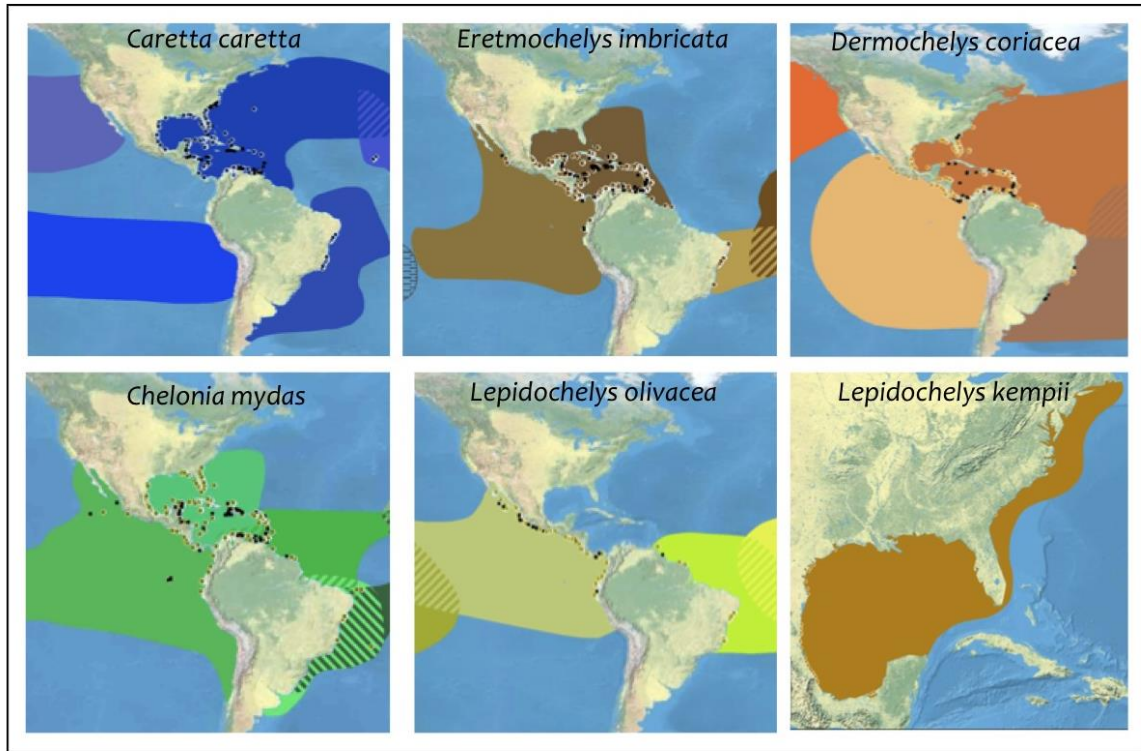 Caretta caretta
Eretmochelys imbricata
Dermochelys coriacea
Chelonia mydas
Lepidochelys olivacea
Lepidochelys kempii